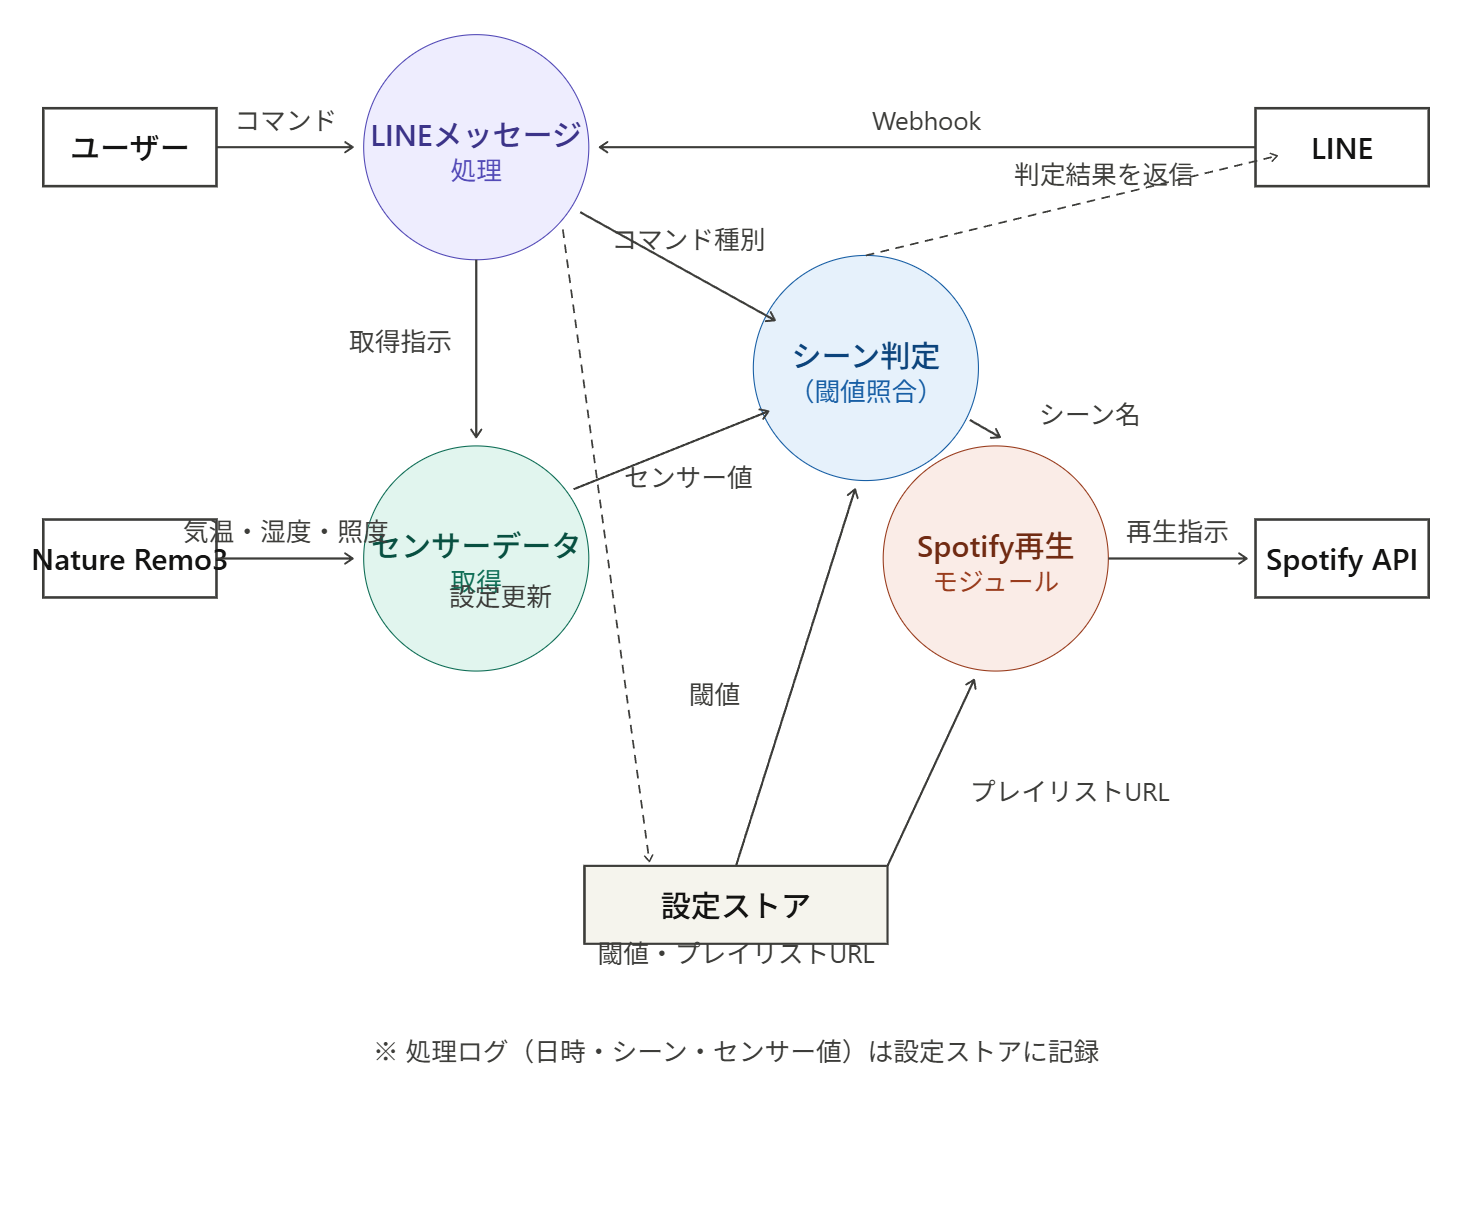 ユーザー
コマンド
LINEメッセージ
処理
Webhook
LINE
判定結果を返信
コマンド種別
取得指示
シーン判定
（閾値照合）
シーン名
センサー値
気温・湿度・照度
Nature Remo3
センサーデータ
取得
設定更新
Spotify再生
モジュール
再生指示
Spotify API
閾値
プレイリストURL
設定ストア
閾値・プレイリストURL
※ 処理ログ（日時・シーン・センサー値）は設定ストアに記録